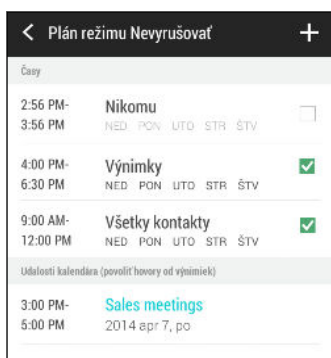 Plán režimu Nevyrušovať
Časy
2:56 PM- Nikomu
3:56 PM NED PON UTO STR ŠTV
4:00 PM- Výnimky
6:30 PM NED PON UTO STR ŠTV
9:00 AM- Všetky kontakty
12:00 PM NED PON UTO STR ŠTV
Udalosti kalendára (povoliť hovory od výnimiek)
3:00 PM- Sales meetings
5:00 PM 2014 apr 7, po